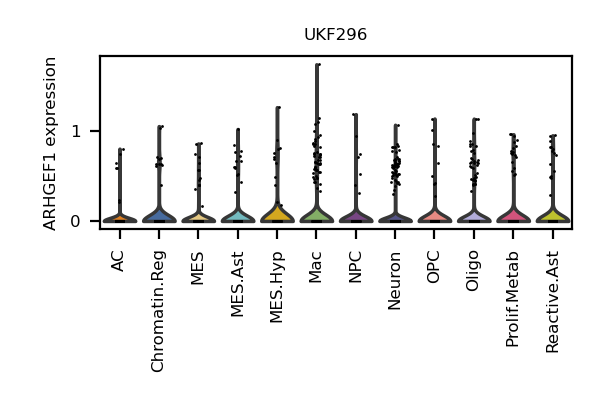 UKF296
ARHGEF1 expression
1
0
AC
Chromatin.Reg
MES
MES.Ast
MES.Hyp
Mac
NPC
Neuron
OPC
Oligo
Prolif.Metab
Reactive.Ast